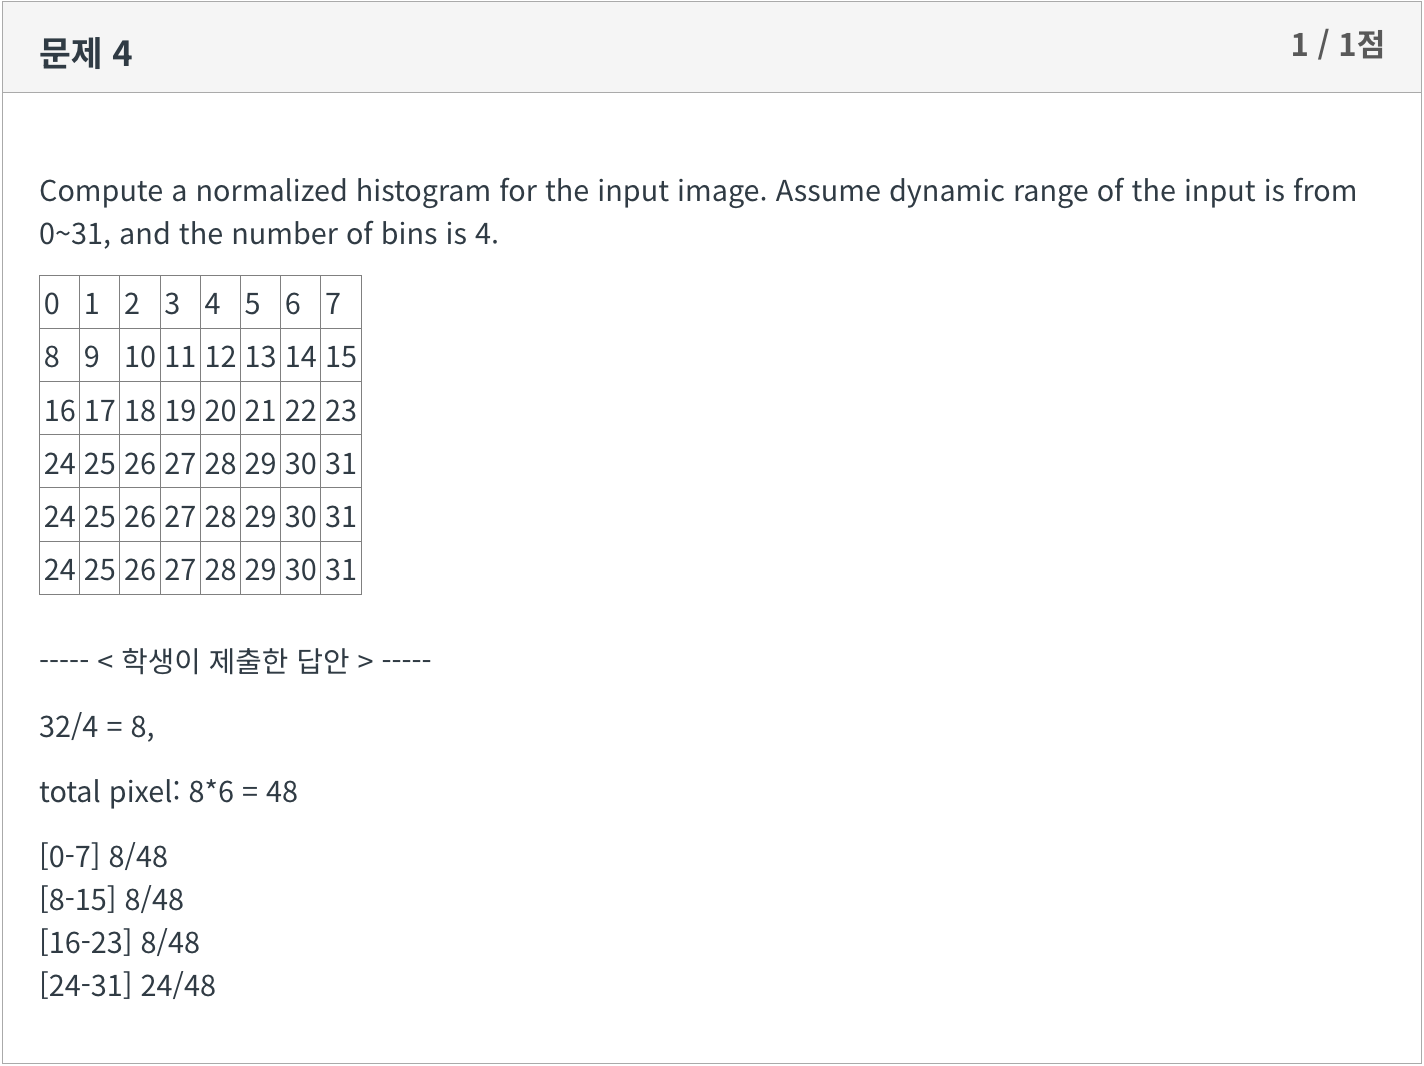 문제 4
1 / 1점
Compute a normalized histogram for the input image. Assume dynamic range of the input is from
0~31, and the number of bins is 4.
0 1 2 3 4 5 6 7
8 9 10 11 12 13 14 15
16 17 18 19 20 21 22 23
24 25 26 27 28 29 30 31
24 25 26 27 28 29 30 31
24 25 26 27 28 29 30 31
----- < 학생이 제출한 답안 > -----
32/4 = 8,
total pixel: 8*6 = 48
[0-7] 8/48
[8-15] 8/48
[16-23] 8/48
[24-31] 24/48